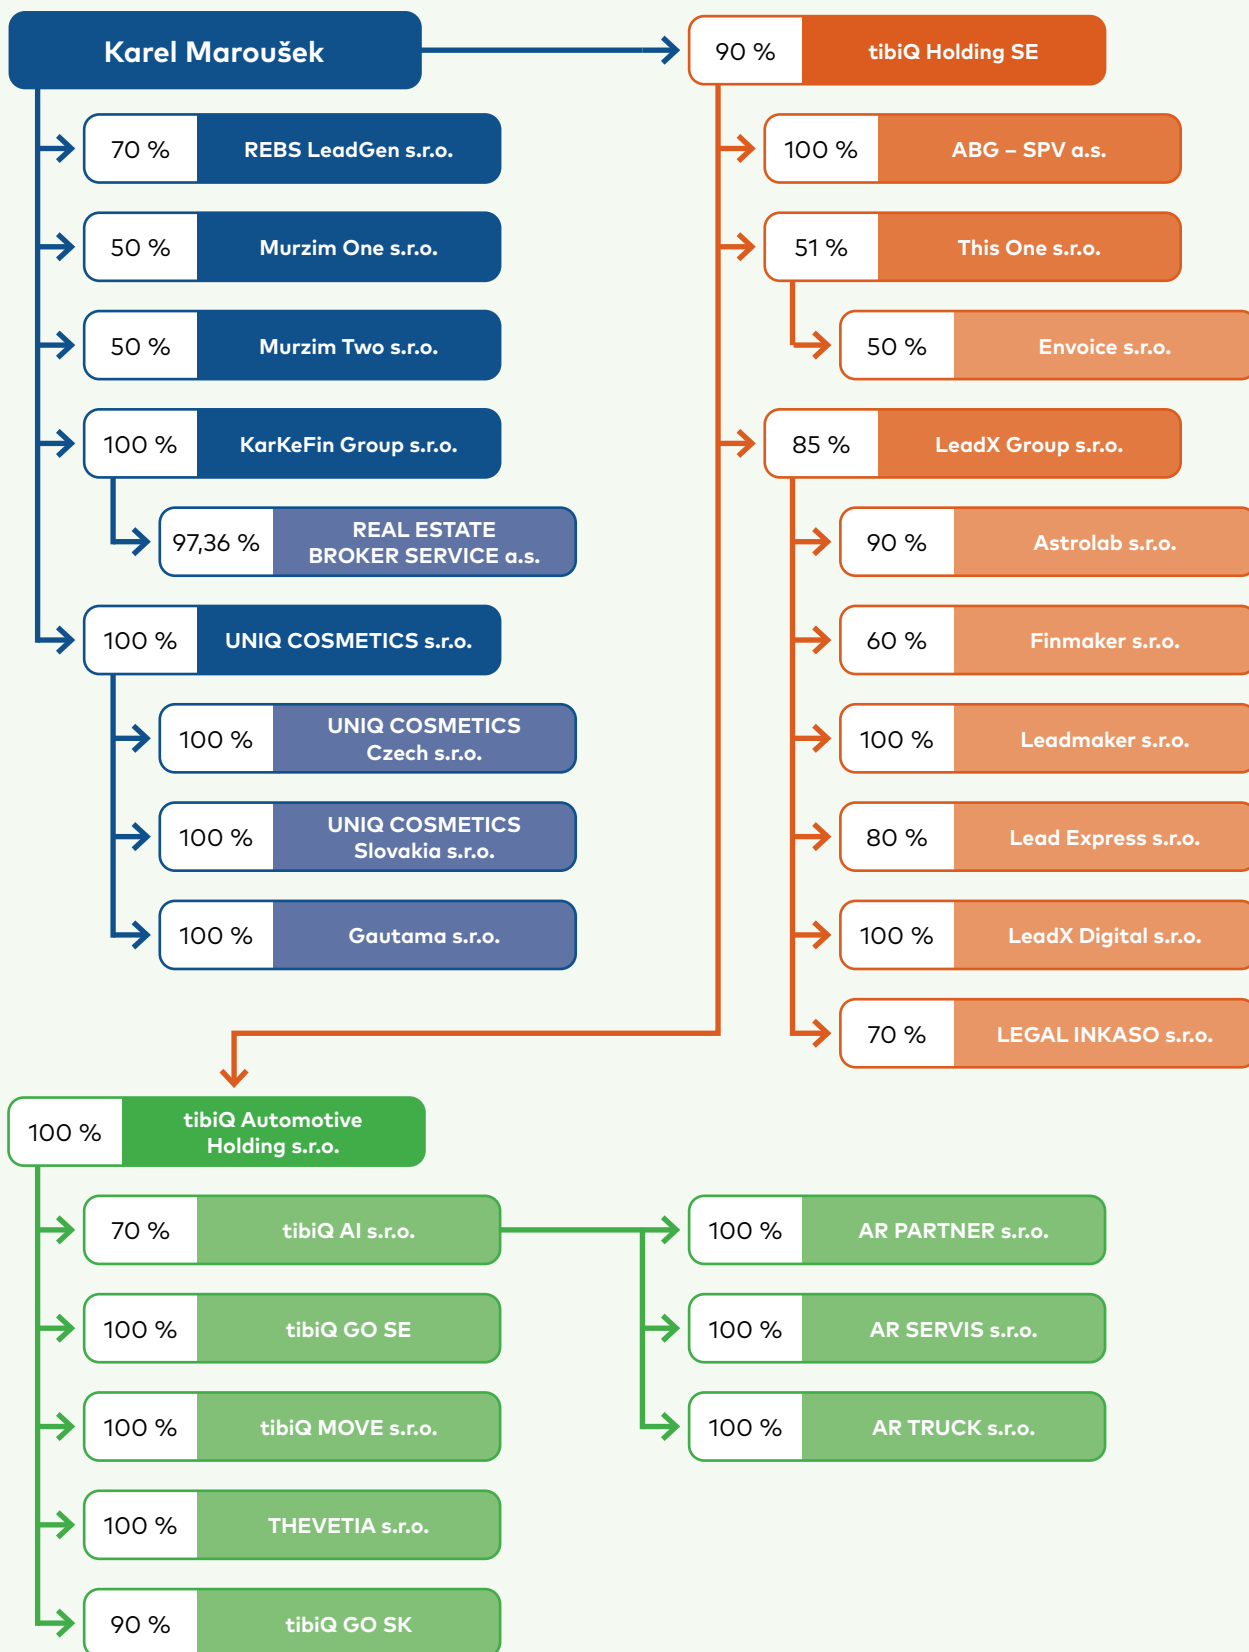 Karel Maroušek
70 %
REBS LeadGen s.r.o.
50 %
Murzim One s.r.o.
50 %
Murzim Two s.r.o.
100 %
KarKeFin Group s.r.o.
97,36 %
REAL ESTATE
BROKER SERVICE a.s.
100 %
UNIQ COSMETICS s.r.o.
100 %
UNIQ COSMETICS
Czech s.r.o.
100 %
UNIQ COSMETICS
Slovakia s.r.o.
100 %
Gautama s.r.o.
90 %
tibiQ Holding SE
100 %
ABG – SPV a.s.
51 %
This One s.r.o.
50 %
Envoice s.r.o.
85 %
LeadX Group s.r.o.
90 %
Astrolab s.r.o.
60 %
Finmaker s.r.o.
100 %
Leadmaker s.r.o.
80 %
Lead Express s.r.o.
100 %
LeadX Digital s.r.o.
70 %
LEGAL INKASO s.r.o.
100 %
tibiQ Automotive
Holding s.r.o.
70 %
tibiQ AI s.r.o.
100 %
tibiQ GO SE
100 %
tibiQ MOVE s.r.o.
100 %
THEVETIA s.r.o.
90 %
tibiQ GO SK
100 %
AR PARTNER s.r.o.
100 %
AR SERVIS s.r.o.
100 %
AR TRUCK s.r.o.